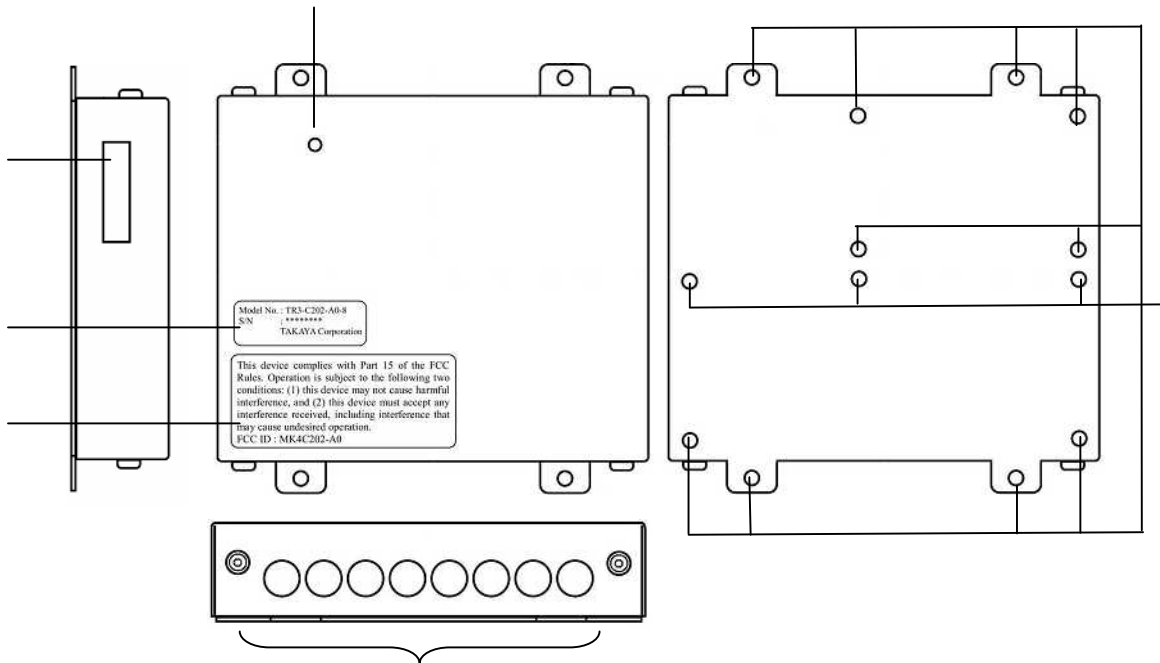 Model No. : TR3-C202-A0-8
S/N : ********
TAKAYA Corporation
This device complies with Part 15 of the FCC
Rules. Operation is subject to the following two
conditions: (1) this device may not cause harmful
interference, and (2) this device must accept any
interference received, including interference that
may cause undesired operation.
FCC ID : MK4C202-A0